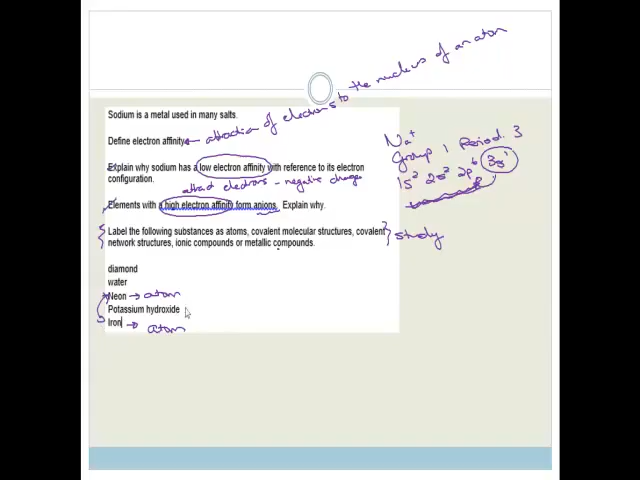 attraction of electrons to the nucleus of an atom
Sodium is a metal used in many salts.
Define electron affinity
Na+
Group 1 Period 3
1s² 2s² 2p⁶ 3s¹
Explain why sodium has a low electron affinity with reference to its electron
configuration.
attract electrons - negative charges
Elements with a high electron affinity form anions. Explain why.
Label the following substances as atoms, covalent molecular structures, covalent
network structures, ionic compounds or metallic compounds.
study
diamond
water
Neon → atom
Potassium hydroxide
Iron → atom